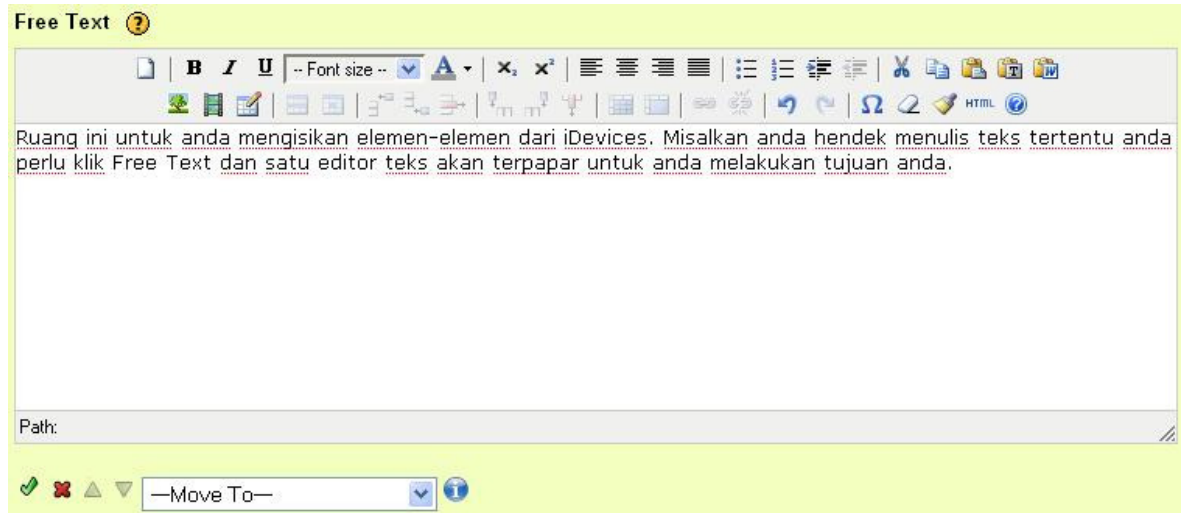 Free Text ?
B I U -- Font size -- A x₂ x² T W
Ω HTML ?
Ruang ini untuk anda mengisikan elemen-elemen dari iDevices. Misalkan anda hendek menulis teks tertentu anda
perlu klik Free Text dan satu editor teks akan terpapar untuk anda melakukan tujuan anda.
Path:
—Move To— i